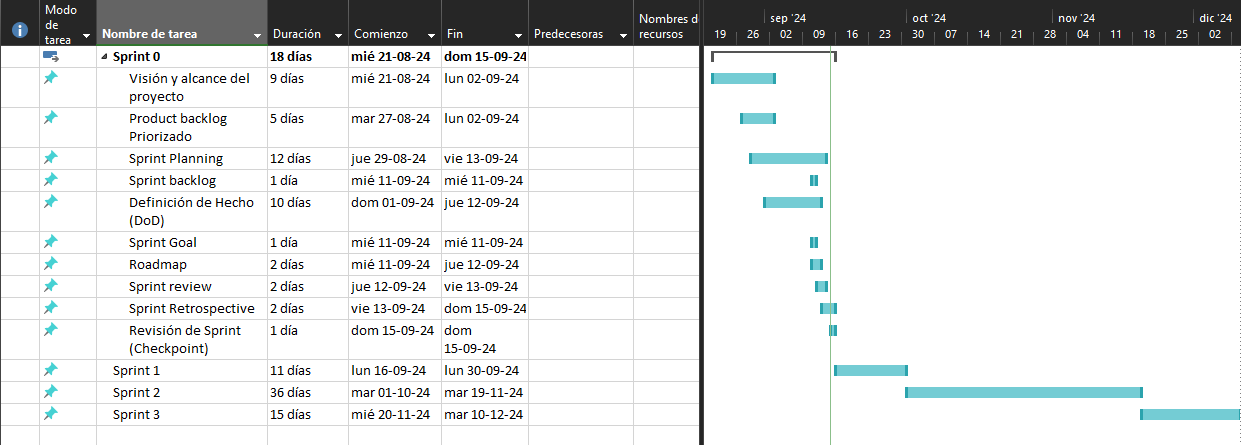 Modo de tarea
Nombre de tarea
Duración
Comienzo
Fin
Predecesoras
Nombres d
recursos
sep '24
oct '24
nov '24
dic '24
19 26 02 09 16 23 30 07 14 21 28 04 11 18 25 02
Sprint 0 18 días mié 21-08-24 dom 15-09-24
Visión y alcance del
proyecto
9 días mié 21-08-24 lun 02-09-24
Product backlog
Priorizado
5 días mar 27-08-24 lun 02-09-24
Sprint Planning 12 días jue 29-08-24 vie 13-09-24
Sprint backlog 1 día mié 11-09-24 mié 11-09-24
Definición de Hecho
(DoD)
10 días dom 01-09-24 jue 12-09-24
Sprint Goal 1 día mié 11-09-24 mié 11-09-24
Roadmap 2 días mié 11-09-24 jue 12-09-24
Sprint review 2 días jue 12-09-24 vie 13-09-24
Sprint Retrospective 2 días vie 13-09-24 dom 15-09-24
Revisión de Sprint
(Checkpoint)
1 día dom 15-09-24 dom
15-09-24
Sprint 1 11 días lun 16-09-24 lun 30-09-24
Sprint 2 36 días mar 01-10-24 mar 19-11-24
Sprint 3 15 días mié 20-11-24 mar 10-12-24